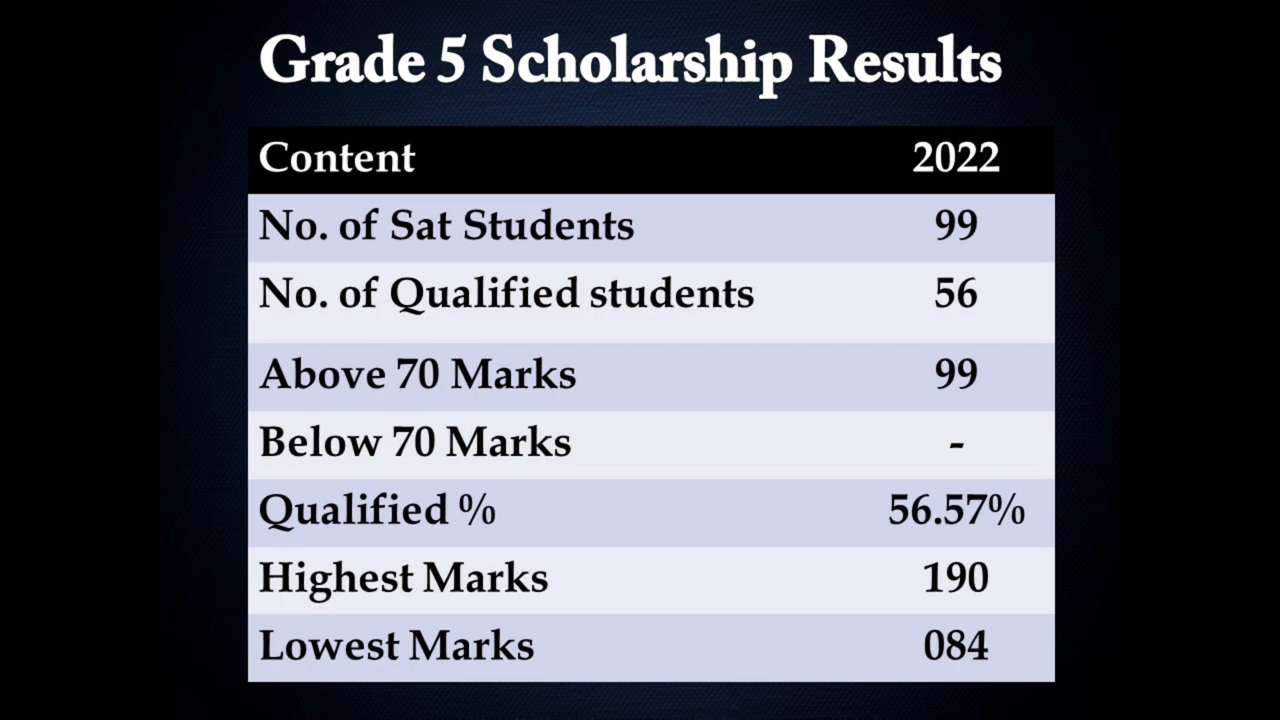 Grade 5 Scholarship Results
Content 2022
No. of Sat Students 99
No. of Qualified students 56
Above 70 Marks 99
Below 70 Marks -
Qualified % 56.57%
Highest Marks 190
Lowest Marks 084